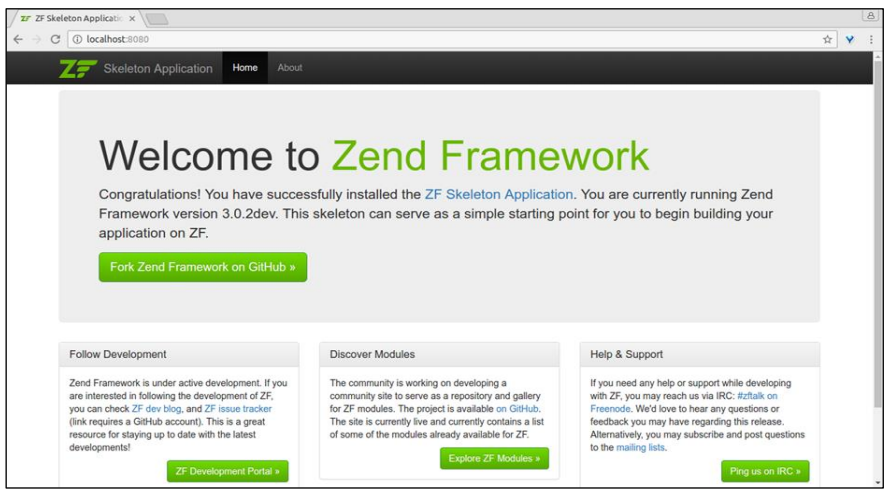 ZF Skeleton Applicatio
localhost:8080
ZF Skeleton Application Home About
Welcome to Zend Framework
Congratulations! You have successfully installed the ZF Skeleton Application. You are currently running Zend
Framework version 3.0.2dev. This skeleton can serve as a simple starting point for you to begin building your
application on ZF.
Fork Zend Framework on GitHub »
Follow Development
Zend Framework is under active development. If you
are interested in following the development of ZF,
you can check ZF dev blog, and ZF issue tracker
(link requires a GitHub account). This is a great
resource for staying up to date with the latest
developments!
ZF Development Portal »
Discover Modules
The community is working on developing a
community site to serve as a repository and gallery
for ZF modules. The project is available on GitHub.
The site is currently live and currently contains a list
of some of the modules already available for ZF.
Explore ZF Modules »
Help & Support
If you need any help or support while developing
with ZF, you may reach us via IRC: #zftalk on
Freenode. We'd love to hear any questions or
feedback you may have regarding this release.
Alternatively, you may subscribe and post questions
to the mailing lists.
Ping us on IRC »